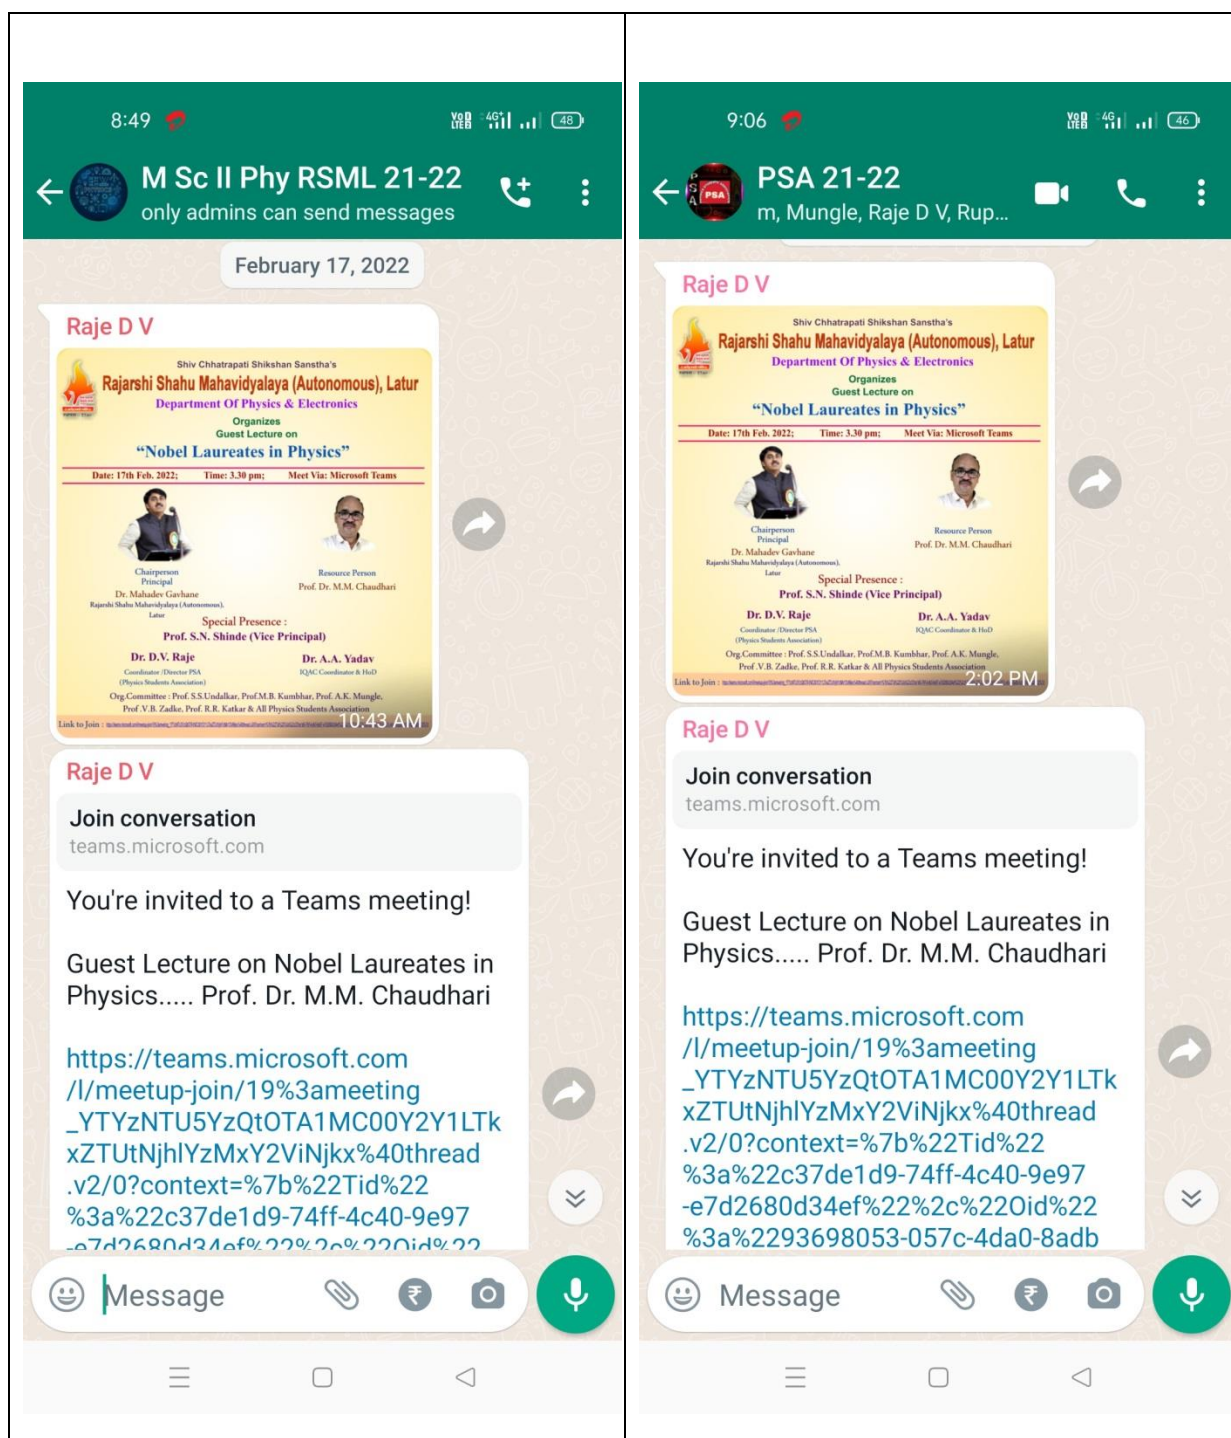 8:49
VoD LTE2 4G+ 48
M Sc II Phy RSML 21-22
only admins can send messages
February 17, 2022
Raje D V
Shiv Chhatrapati Shikshan Sanstha's
Rajarshi Shahu Mahavidyalaya (Autonomous), Latur
Department Of Physics & Electronics
Organizes
Guest Lecture on
“Nobel Laureates in Physics”
Date: 17th Feb. 2022; Time: 3.30 pm; Meet Via: Microsoft Teams
Chairperson
Principal
Dr. Mahadev Gavhane
Rajarshi Shahu Mahavidyalaya (Autonomous),
Latur
Resource Person
Prof. Dr. M.M. Chaudhari
Special Presence :
Prof. S.N. Shinde (Vice Principal)
Dr. D.V. Raje
Coordinator /Director PSA
(Physics Students Association)
Dr. A.A. Yadav
IQAC Coordinator & HoD
Org.Committee : Prof. S.S.Undalkar, Prof.M.B. Kumbhar, Prof. A.K. Mungle,
Prof .V.B. Zadke, Prof. R.R. Katkar & All Physics Students Association
Link to Join :
10:43 AM
Raje D V
Join conversation
teams.microsoft.com
You're invited to a Teams meeting!
Guest Lecture on Nobel Laureates in
Physics..... Prof. Dr. M.M. Chaudhari
https://teams.microsoft.com
/l/meetup-join/19%3ameeting
_YTYzNTU5YzQtOTA1MC00Y2Y1LTk
xZTUtNjhlYzMxY2ViNjkx%40thread
.v2/0?context=%7b%22Tid%22
%3a%22c37de1d9-74ff-4c40-9e97
-e7d2680d34ef%22%2c%22Oid%22
Message
9:06
VoD LTE2 4G 46
PSA 21-22
m, Mungle, Raje D V, Rup...
PSA
Raje D V
Shiv Chhatrapati Shikshan Sanstha's
Rajarshi Shahu Mahavidyalaya (Autonomous), Latur
Department Of Physics & Electronics
Organizes
Guest Lecture on
“Nobel Laureates in Physics”
Date: 17th Feb. 2022; Time: 3.30 pm; Meet Via: Microsoft Teams
Chairperson
Principal
Dr. Mahadev Gavhane
Rajarshi Shahu Mahavidyalaya (Autonomous),
Latur
Resource Person
Prof. Dr. M.M. Chaudhari
Special Presence :
Prof. S.N. Shinde (Vice Principal)
Dr. D.V. Raje
Coordinator /Director PSA
(Physics Students Association)
Dr. A.A. Yadav
IQAC Coordinator & HoD
Org.Committee : Prof. S.S.Undalkar, Prof.M.B. Kumbhar, Prof. A.K. Mungle,
Prof .V.B. Zadke, Prof. R.R. Katkar & All Physics Students Association
Link to Join :
2:02 PM
Raje D V
Join conversation
teams.microsoft.com
You're invited to a Teams meeting!
Guest Lecture on Nobel Laureates in
Physics..... Prof. Dr. M.M. Chaudhari
https://teams.microsoft.com
/l/meetup-join/19%3ameeting
_YTYzNTU5YzQtOTA1MC00Y2Y1LTk
xZTUtNjhlYzMxY2ViNjkx%40thread
.v2/0?context=%7b%22Tid%22
%3a%22c37de1d9-74ff-4c40-9e97
-e7d2680d34ef%22%2c%22Oid%22
%3a%2293698053-057c-4da0-8adb
Message